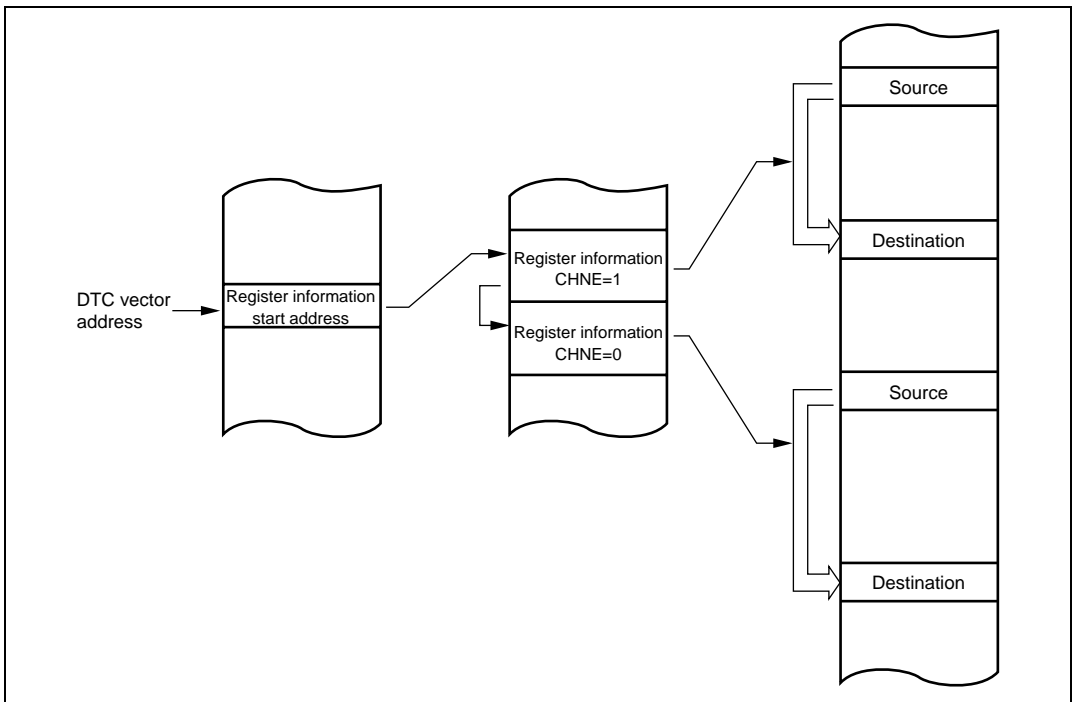 DTC vector
address
Register information
start address
Register information
CHNE=1
Register information
CHNE=0
Source
Destination
Source
Destination